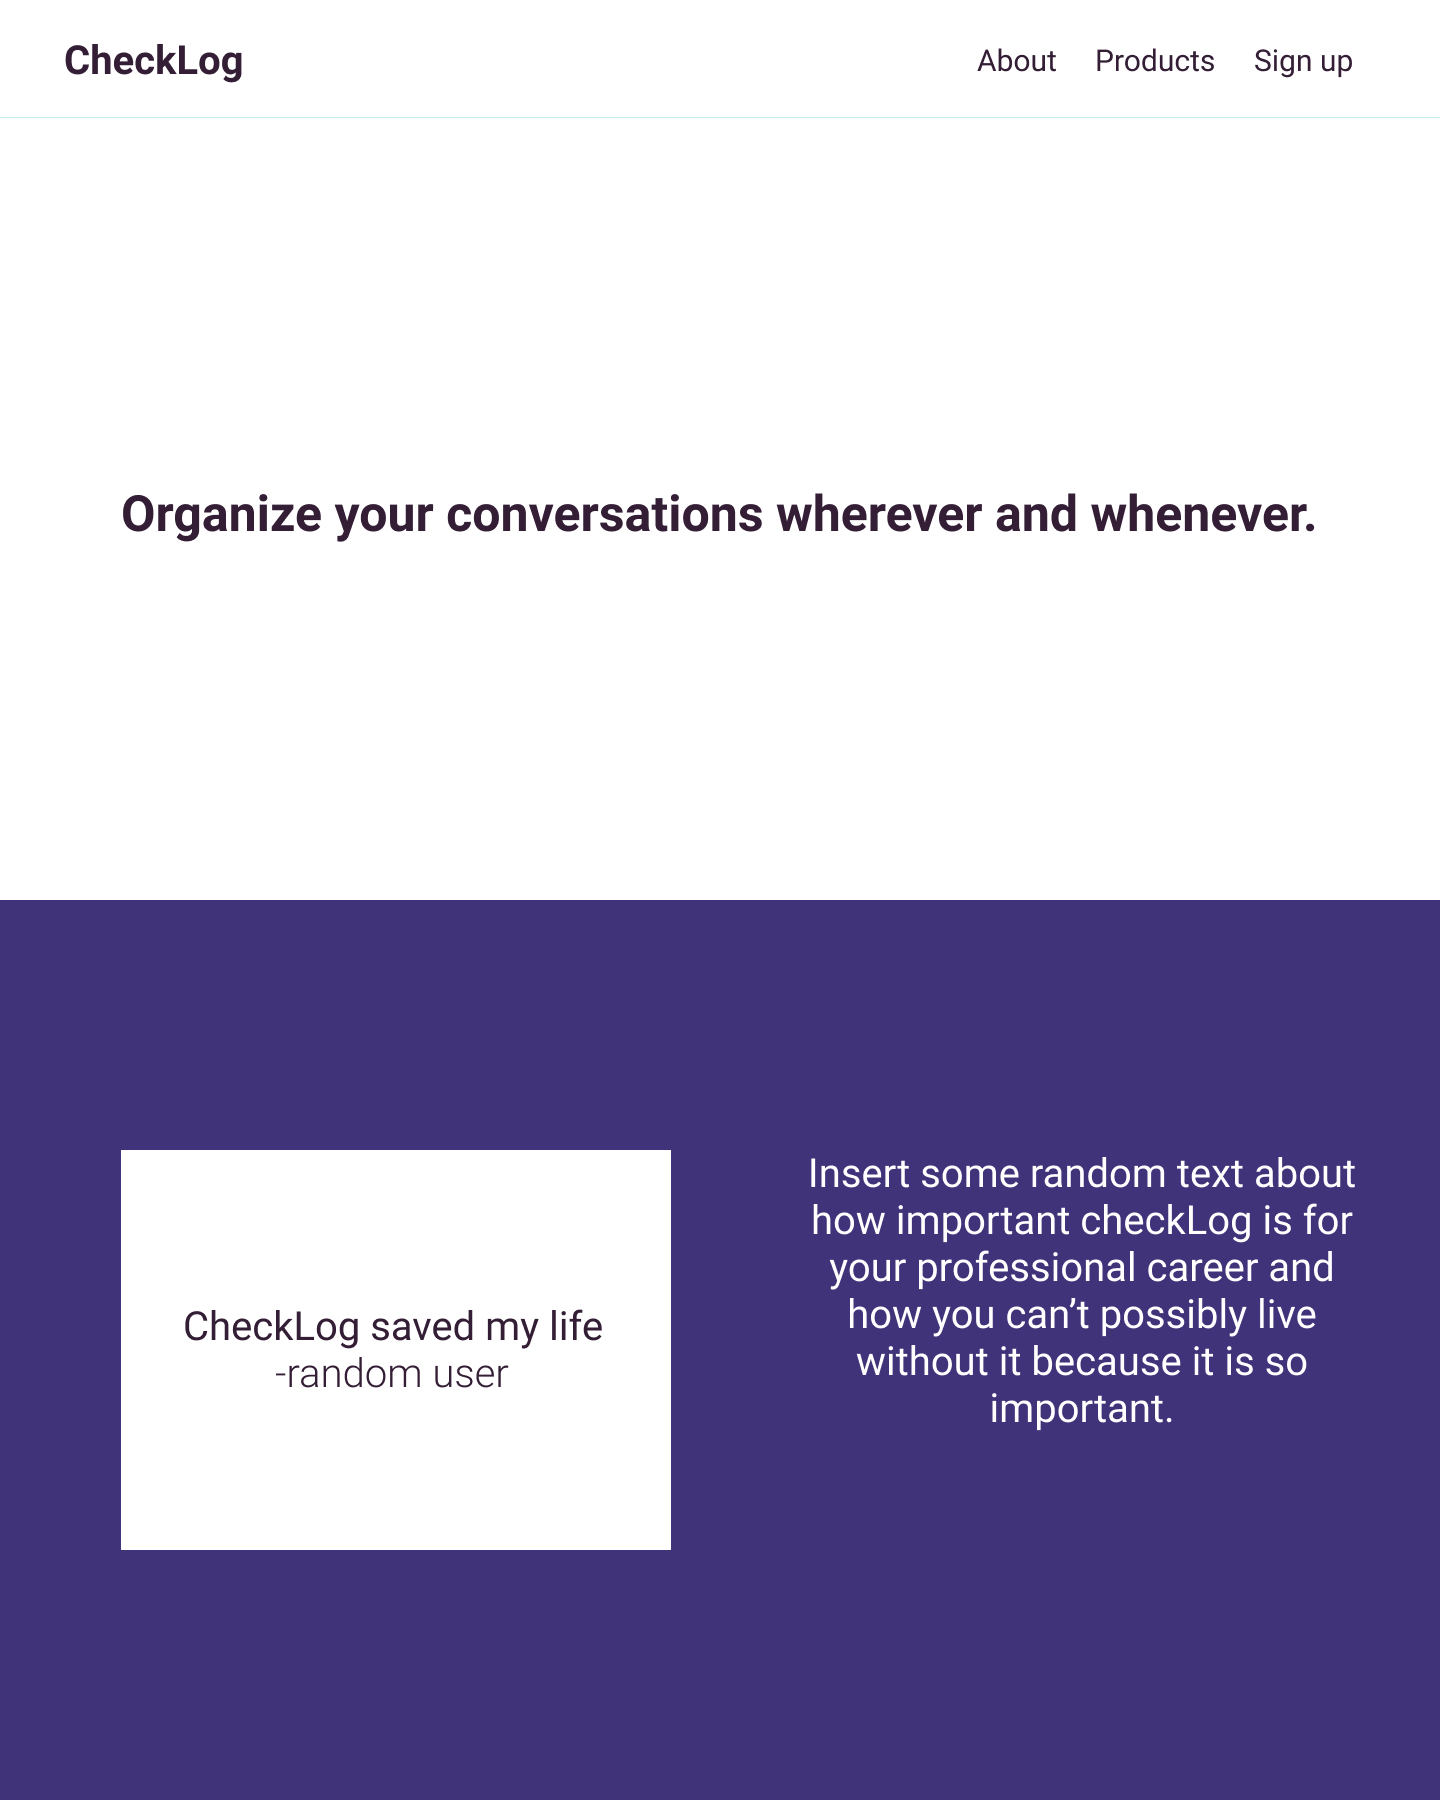 CheckLog
About Products Sign up
Organize your conversations wherever and whenever.
CheckLog saved my life
-random user
Insert some random text about
how important checkLog is for
your professional career and
how you can’t possibly live
without it because it is so
important.